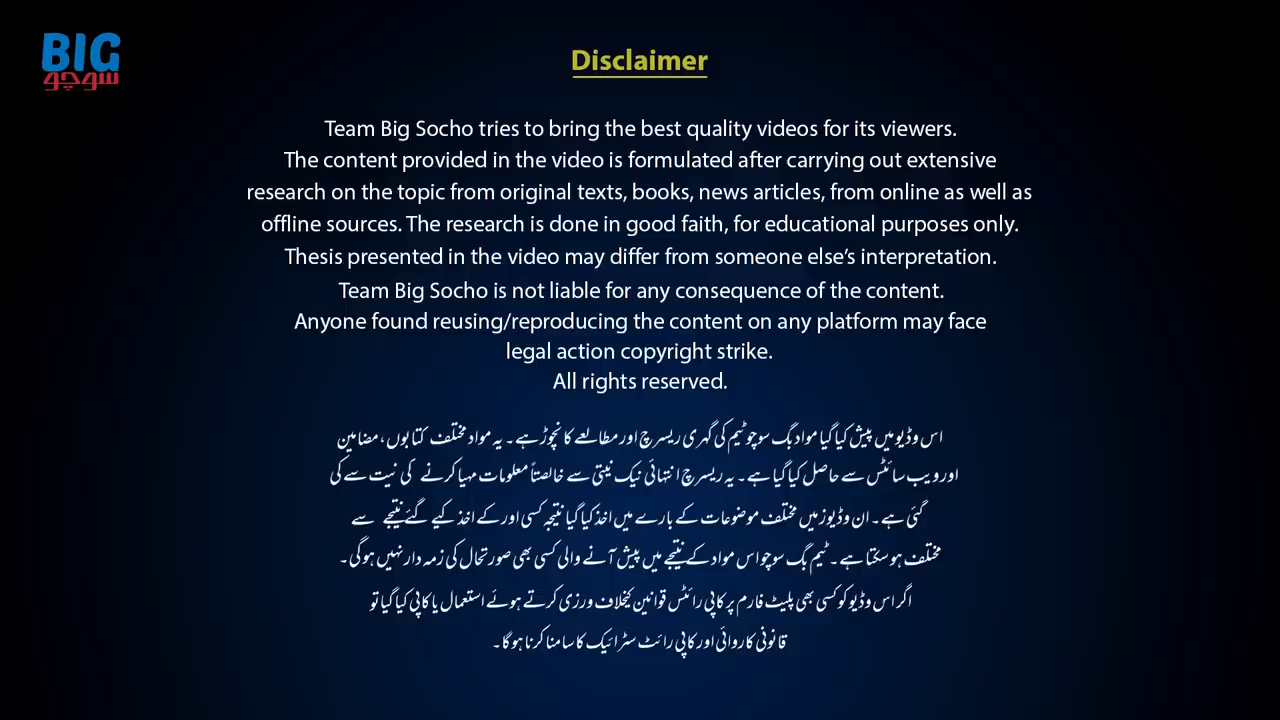 BIG
سوچو
Disclaimer
Team Big Socho tries to bring the best quality videos for its viewers.
The content provided in the video is formulated after carrying out extensive
research on the topic from original texts, books, news articles, from online as well as
offline sources. The research is done in good faith, for educational purposes only.
Thesis presented in the video may differ from someone else’s interpretation.
Team Big Socho is not liable for any consequence of the content.
Anyone found reusing/reproducing the content on any platform may face
legal action copyright strike.
All rights reserved.
اس وڈیو میں پیش کیا گیا مواد بگ سوچو ٹیم کی گہری ریسرچ اور مطالعے کا نچوڑ ہے۔ یہ مواد مختلف کتابوں، مضامین
اور ویب سائٹس سے حاصل کیا گیا ہے۔ یہ ریسرچ انتہائی نیک نیتی سے خالصتاً معلومات مہیا کرنے کی نیت سے کی
گئی ہے۔ ان وڈیوز میں مختلف موضوعات کے بارے میں اخذ کیا گیا نتیجہ کسی اور کے اخذ کیے گئے نتیجے سے
مختلف ہو سکتا ہے۔ ٹیم بگ سوچو اس مواد کے نتیجے میں پیش آنے والی کسی بھی صورتحال کی زمہ دار نہیں ہوگی۔
اگر اس وڈیو کو کسی بھی پلیٹ فارم پر کاپی رائٹس قوانین کیخلاف ورزی کرتے ہوئے استعمال یا کاپی کیا گیا تو
قانونی کاروائی اور کاپی رائٹ سٹرائیک کا سامنا کرنا ہوگا۔